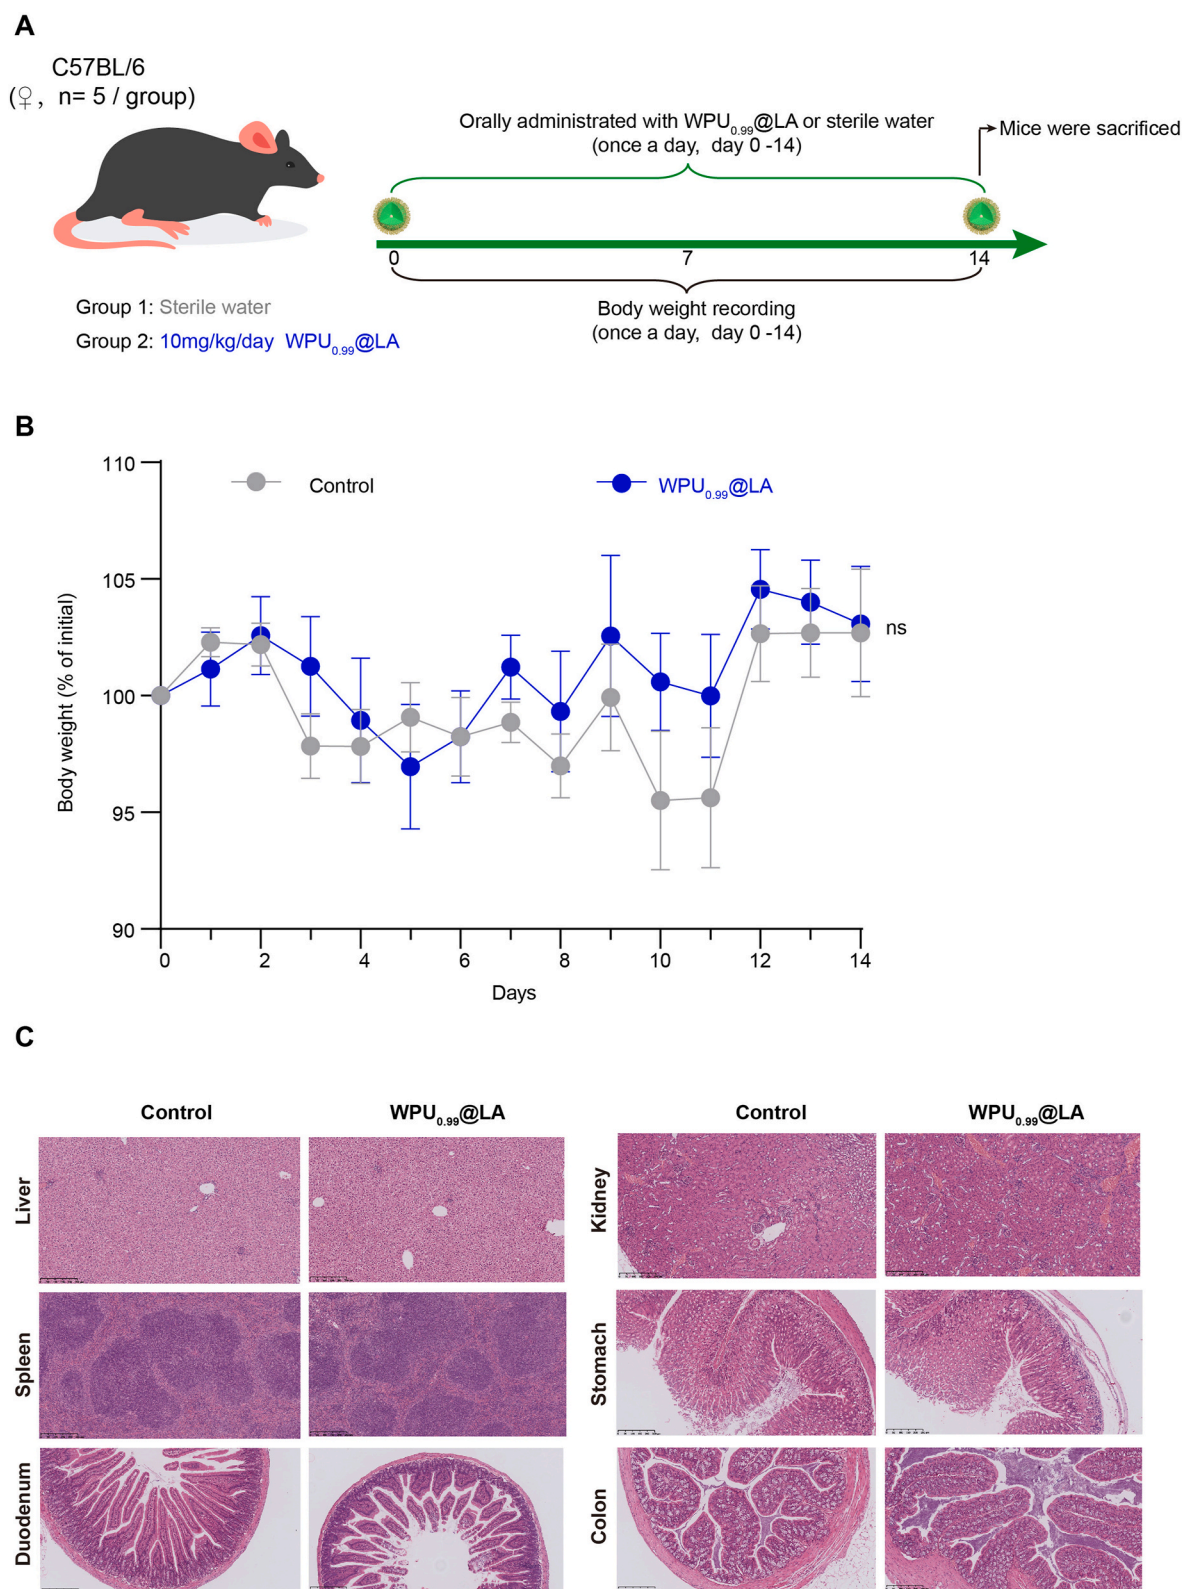 A
C57BL/6
(♀, n= 5 / group)
Orally administrated with WPU0.99@LA or sterile water
(once a day, day 0 -14)
Mice were sacrificed
0 7 14
Body weight recording
(once a day, day 0 -14)
Group 1: Sterile water
Group 2: 10mg/kg/day WPU0.99@LA
B
Control
WPU0.99@LA
110
105
100
95
90
Body weight (% of initial)
ns
0 2 4 6 8 10 12 14
Days
C
Control WPU0.99@LA Control WPU0.99@LA
Liver
Kidney
Spleen
Stomach
Duodenum
Colon